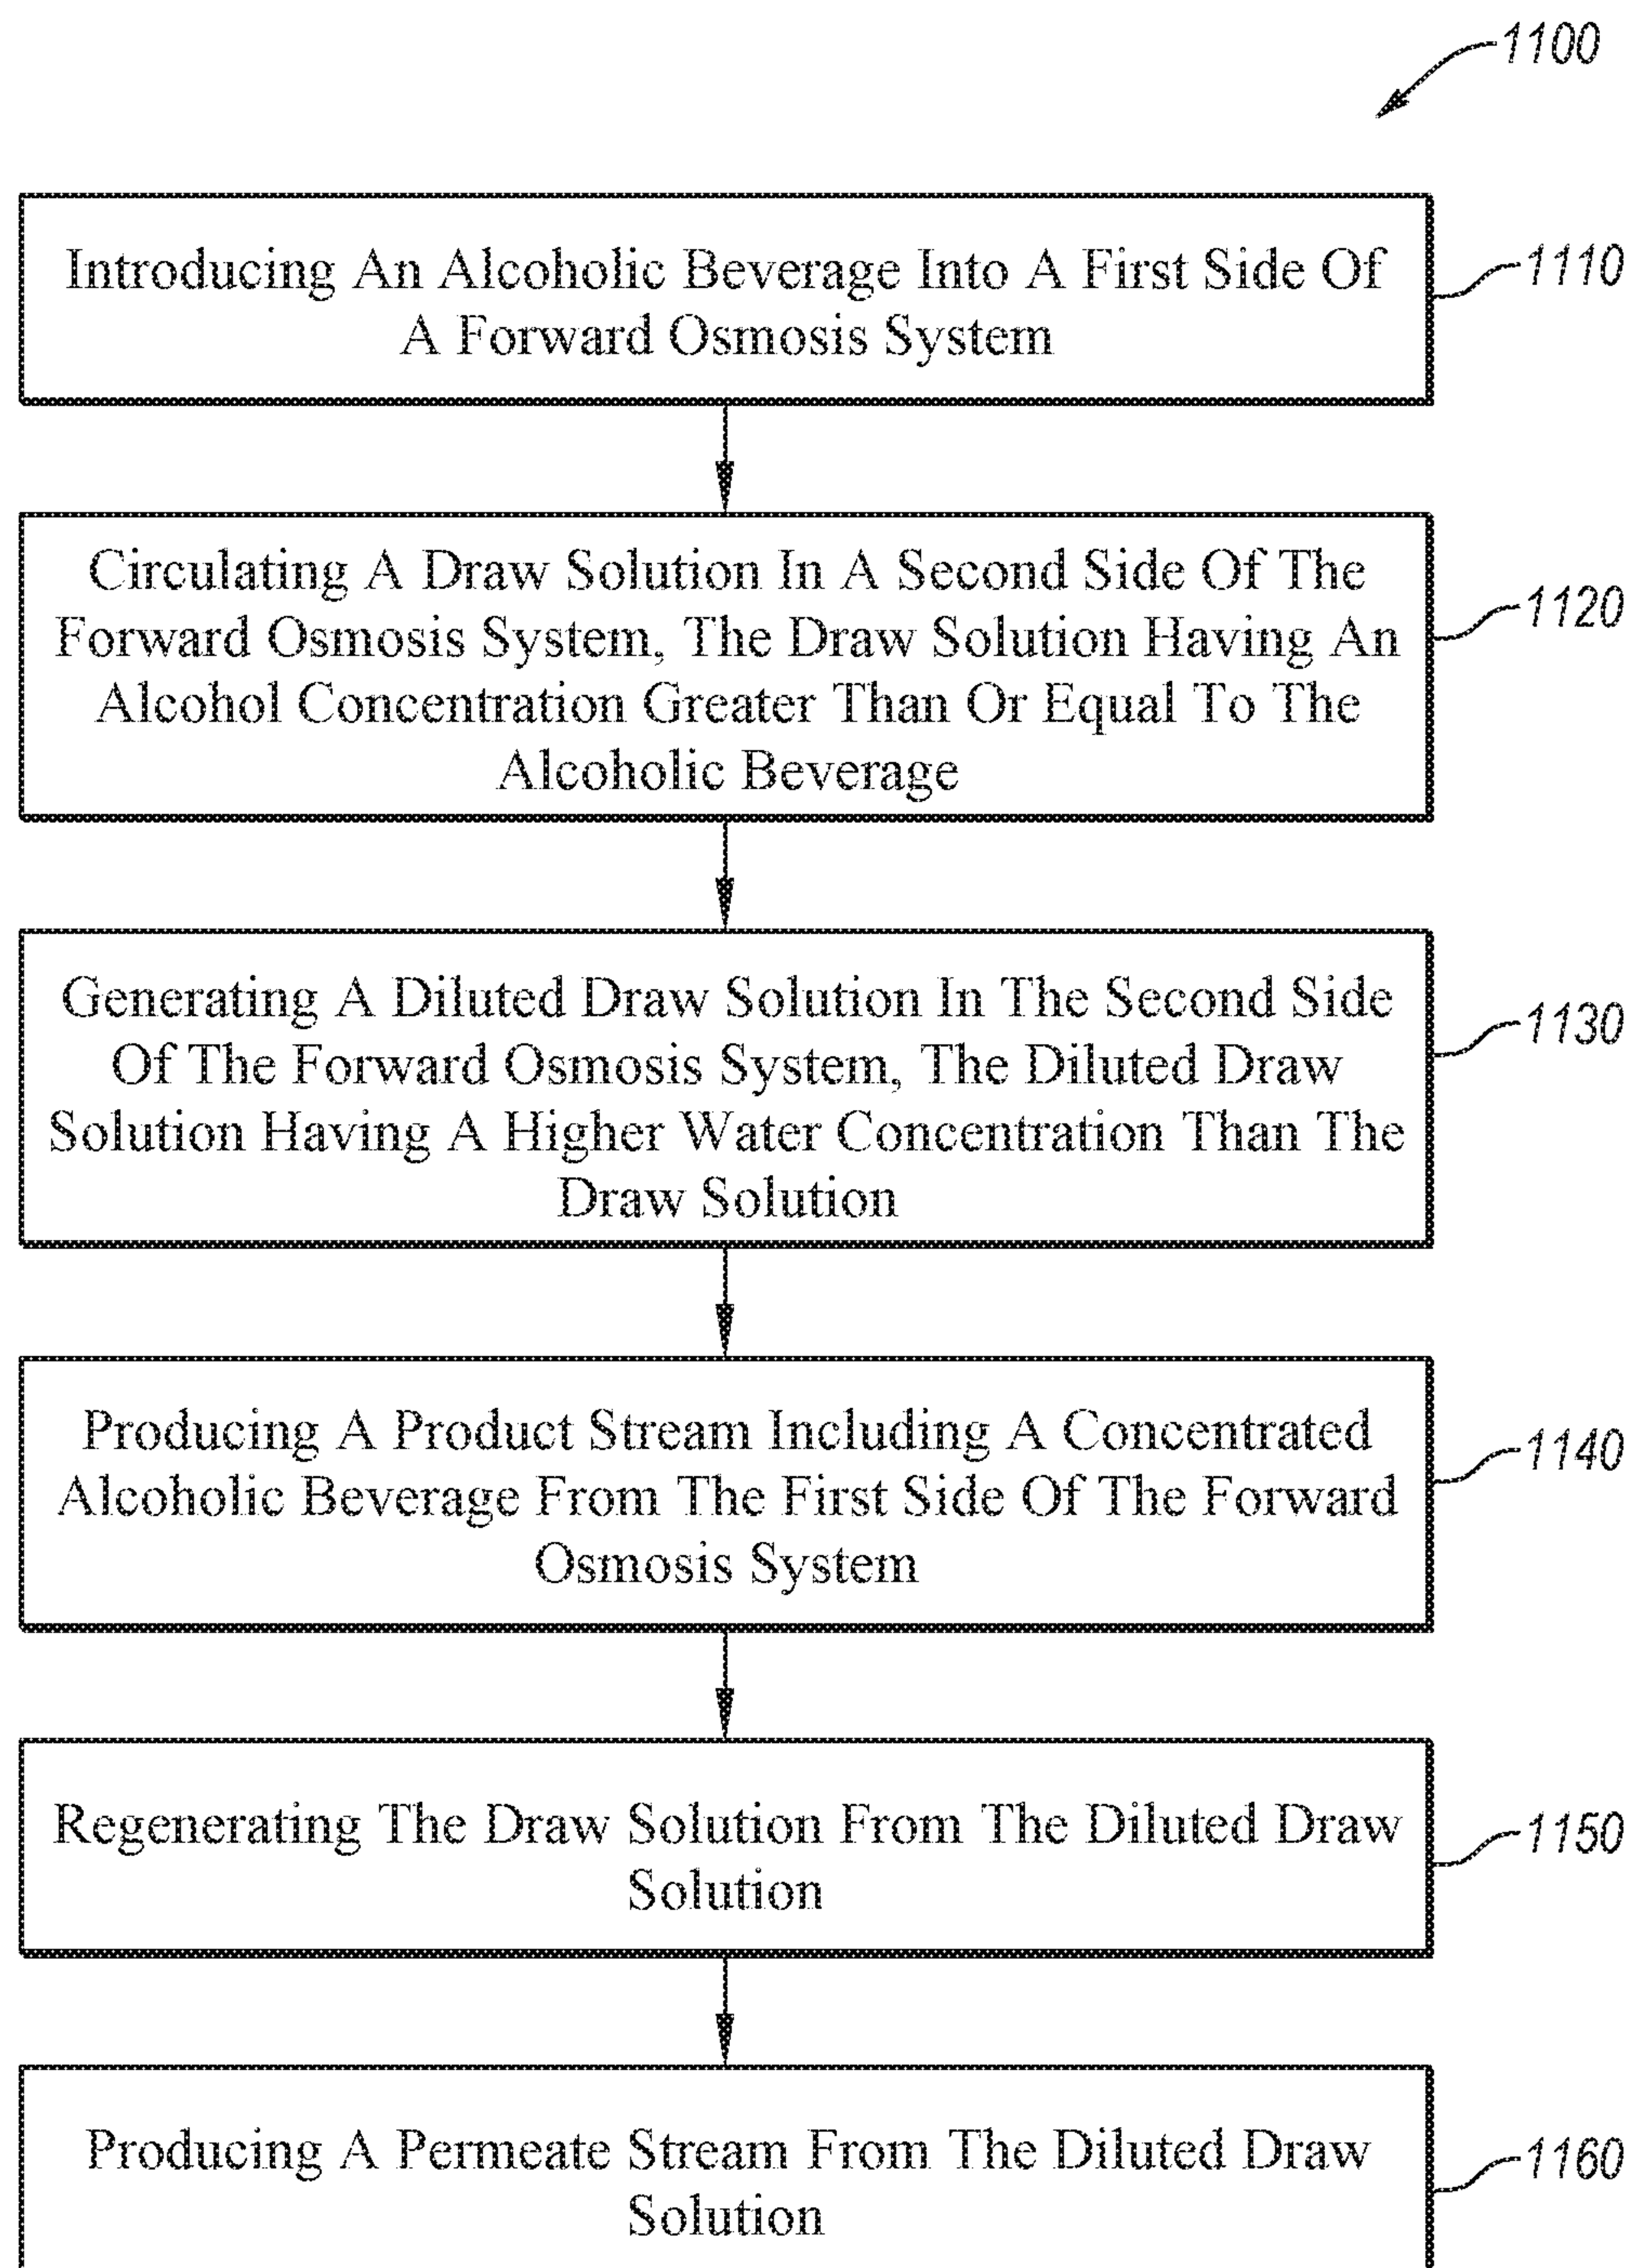 1100
Introducing An Alcoholic Beverage Into A First Side Of
A Forward Osmosis System
1110
Circulating A Draw Solution In A Second Side Of The
Forward Osmosis System, The Draw Solution Having An
Alcohol Concentration Greater Than Or Equal To The
Alcoholic Beverage
1120
Generating A Diluted Draw Solution In The Second Side
Of The Forward Osmosis System, The Diluted Draw
Solution Having A Higher Water Concentration Than The
Draw Solution
1130
Producing A Product Stream Including A Concentrated
Alcoholic Beverage From The First Side Of The Forward
Osmosis System
1140
Regenerating The Draw Solution From The Diluted Draw
Solution
1150
Producing A Permeate Stream From The Diluted Draw
Solution
1160